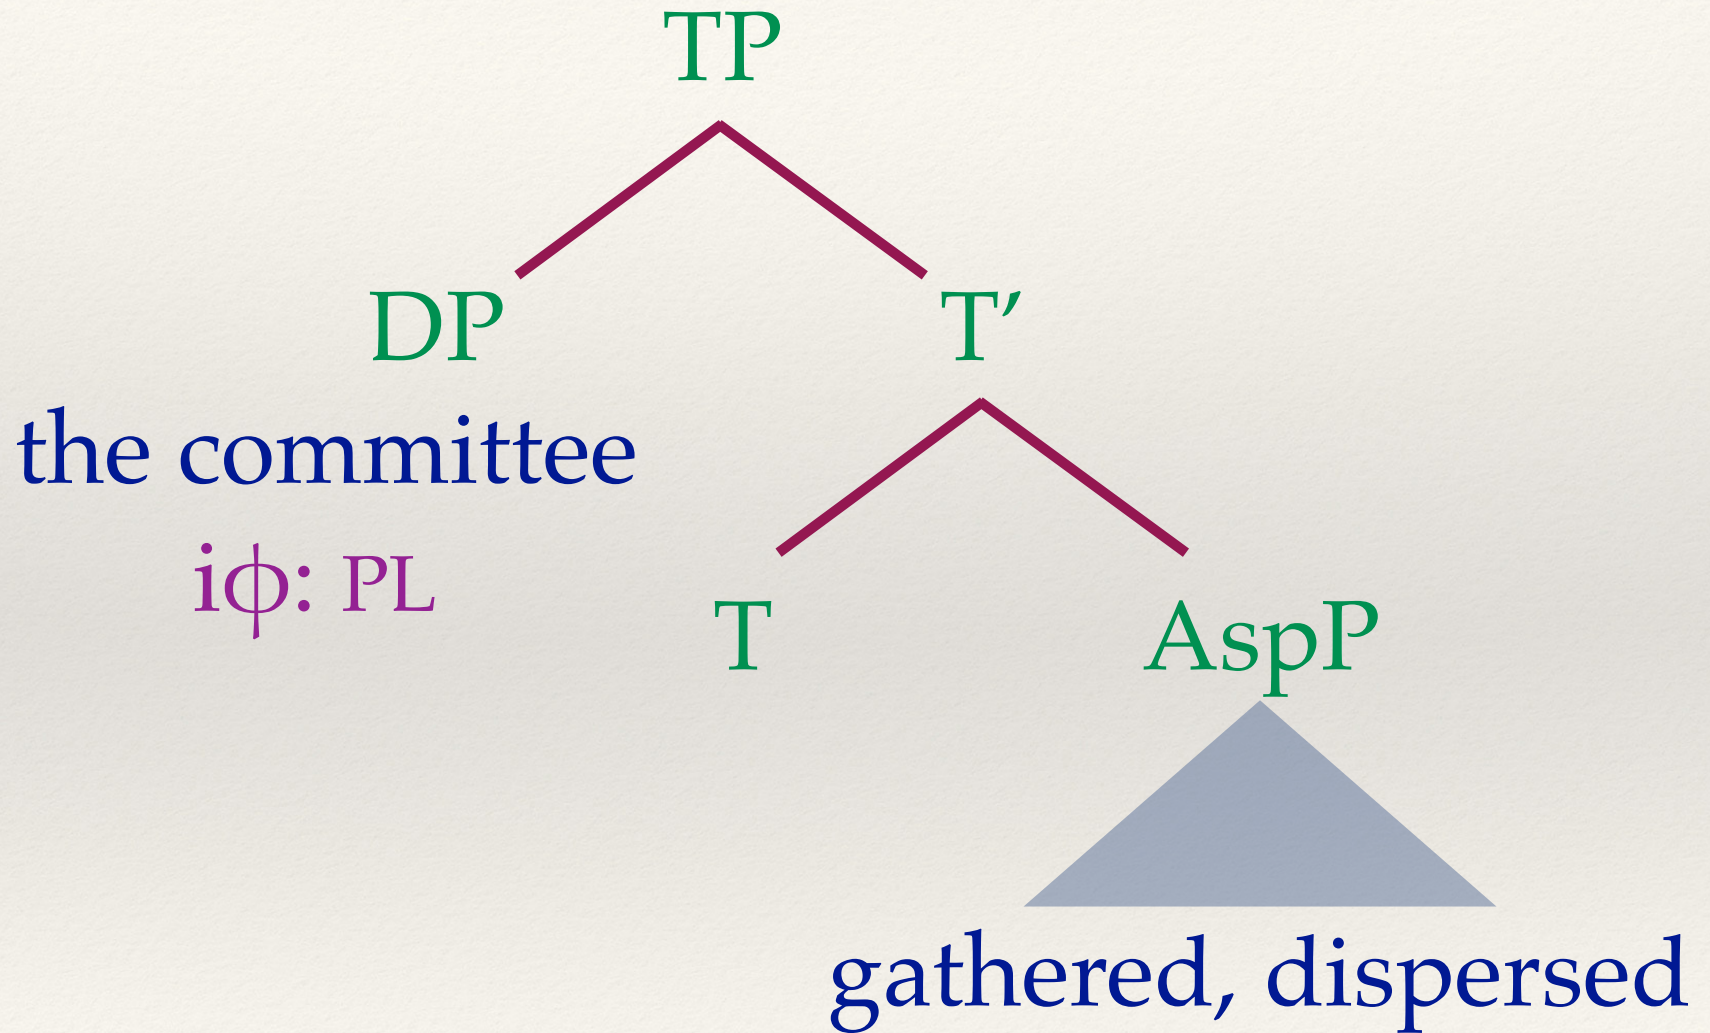 TP
DP T’
the committee
iϕ: PL
T AspP
gathered, dispersed